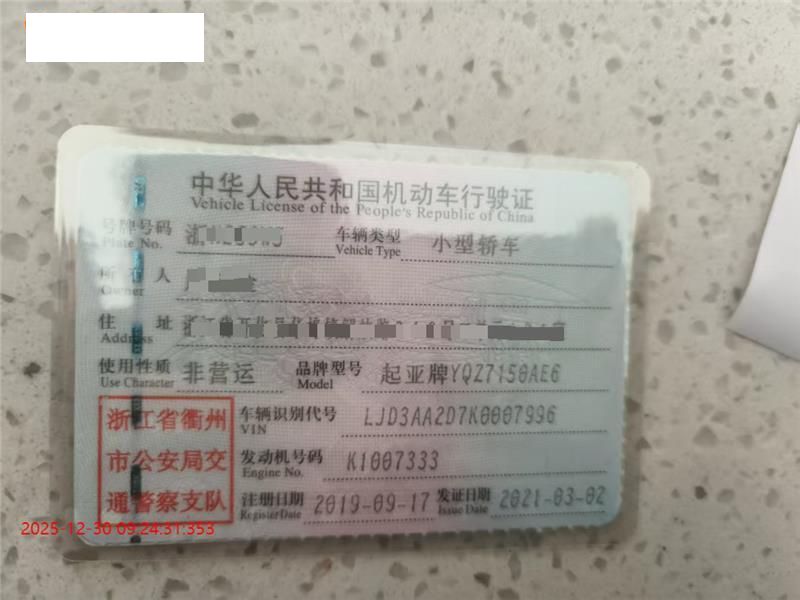 中华人民共和国机动车行驶证
Vehicle License of the People's Republic of China
号牌号码 浙 车辆类型 小型轿车
Plate No. Vehicle Type
所有人
Owner
住址
Address
使用性质 非营运 品牌型号 起亚牌YQZ7150AE6
Use Character Model
浙江省衢州 车辆识别代号 LJD3AA2D7K0007996
VIN
市公安局交 发动机号码 K1007333
Engine No.
通警察支队 注册日期 2019-09-17 发证日期 2021-03-02
Register Date Issue Date
2025-12-30 09:24:31.353